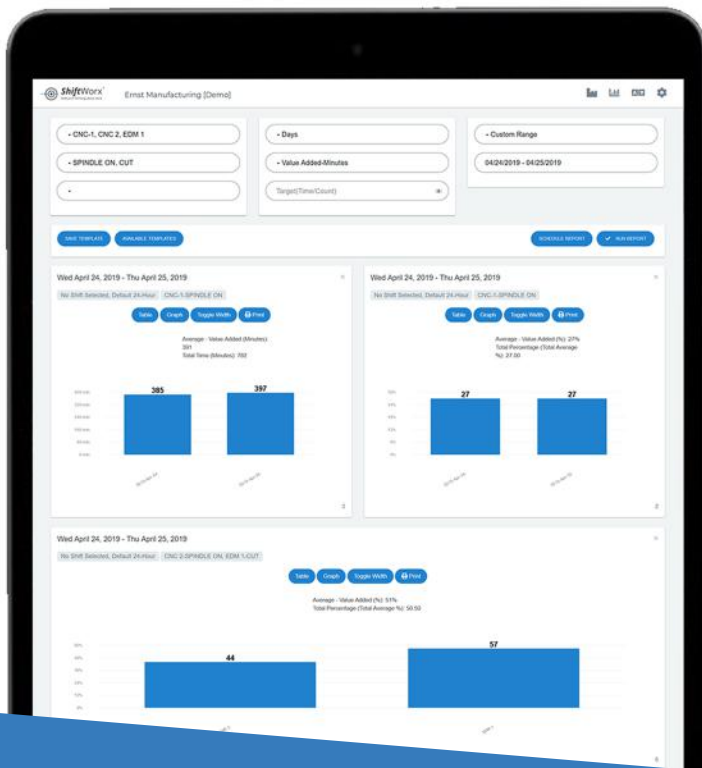 ShiftWorx
Ernst Manufacturing [Demo]
- CNC-1, CNC 2, EDM 1
- SPINDLE ON, CUT
-
- Days
- Value Added-Minutes
Target(Time/Count)
- Custom Range
04/24/2019 - 04/25/2019
SAVE TEMPLATE
AVAILABLE TEMPLATES
SCHEDULE REPORT
RUN REPORT
Wed April 24, 2019 - Thu April 25, 2019
×
No Shift Selected, Default 24-Hour
CNC-1-SPINDLE ON
Table
Graph
Toggle Width
Print
Average - Value Added (Minutes)
391
Total Time (Minutes): 782
385
397
Wed April 24, 2019 - Thu April 25, 2019
×
No Shift Selected, Default 24-Hour
CNC-1-SPINDLE ON
Table
Graph
Toggle Width
Print
Average - Value Added (%): 27%
Total Percentage (Total Average
%): 27.00
27
27
2
Wed April 24, 2019 - Thu April 25, 2019
×
No Shift Selected, Default 24-Hour
CNC 2-SPINDLE ON, EDM 1-CUT
Table
Graph
Toggle Width
Print
Average - Value Added (%): 51%
Total Percentage (Total Average %): 50.50
44
57